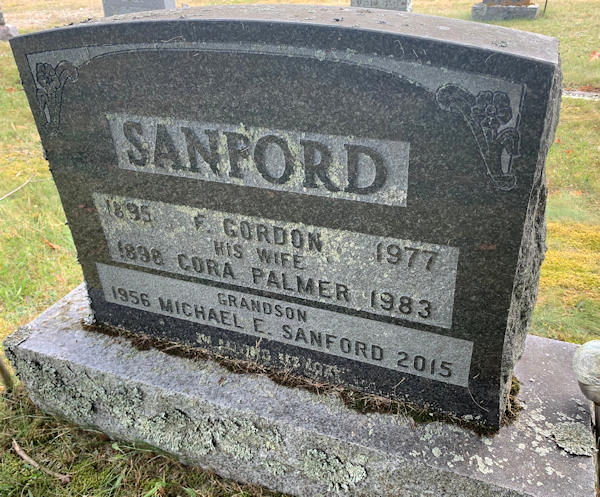 SANFORD
1895 F. GORDON 1977
HIS WIFE
1898 CORA PALMER 1983
GRANDSON
1956 MICHAEL E. SANFORD 2015